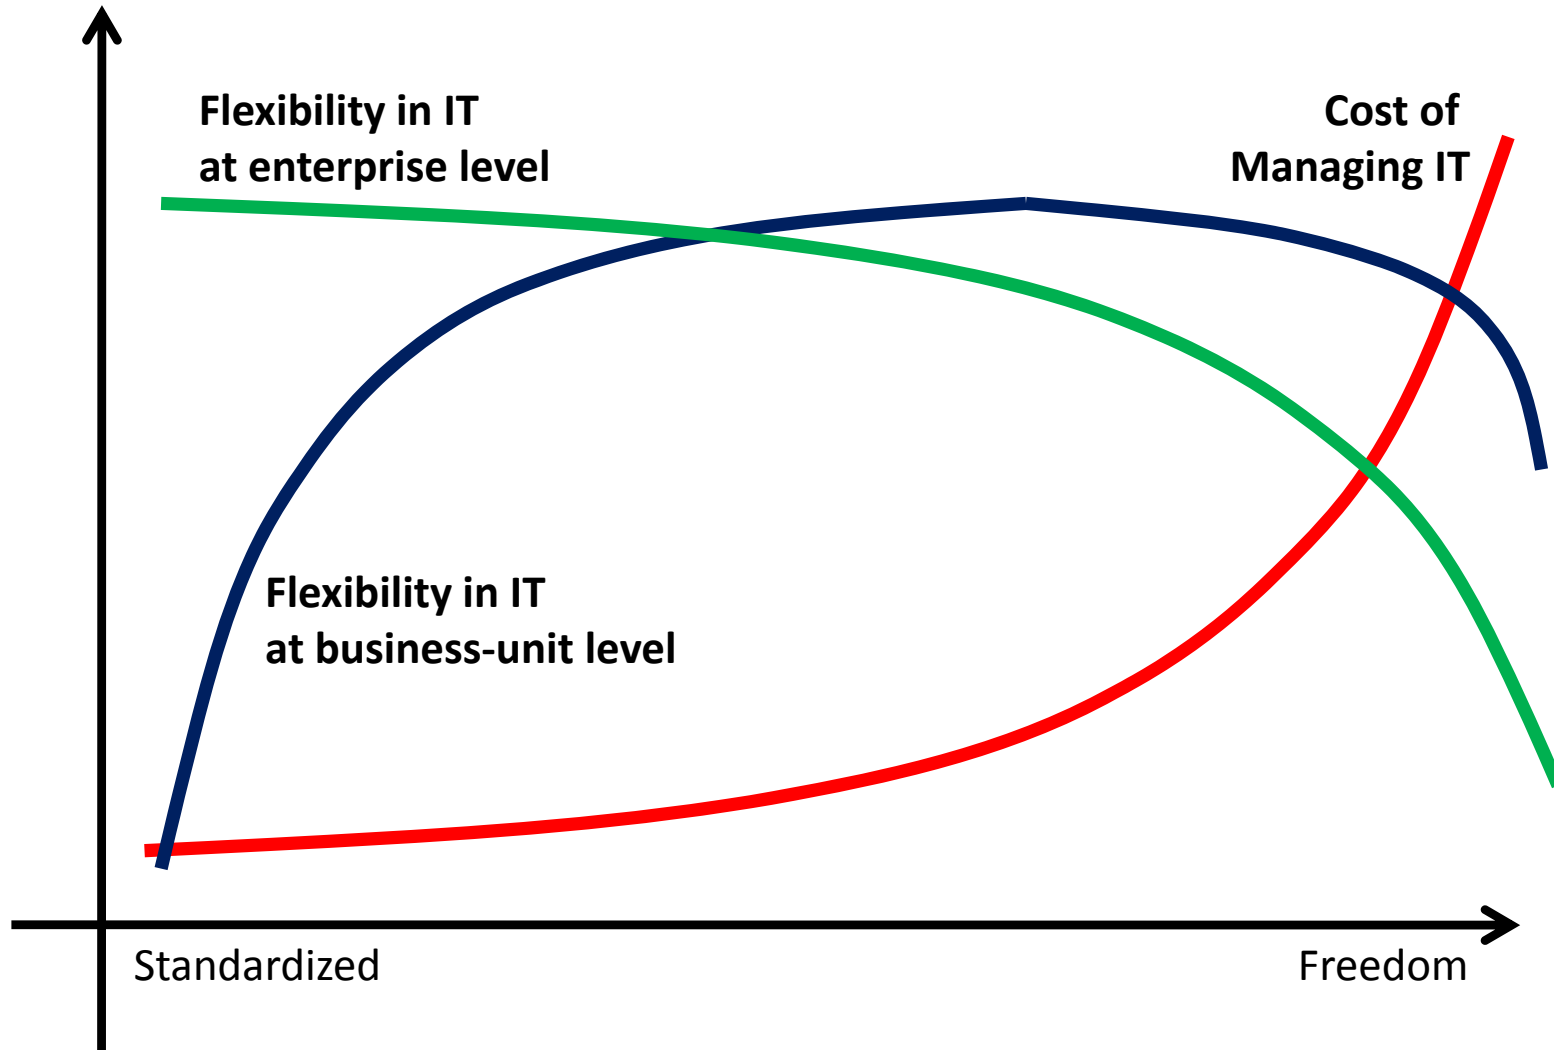 Flexibility in IT
at enterprise level
Cost of
Managing IT
Flexibility in IT
at business-unit level
Standardized
Freedom